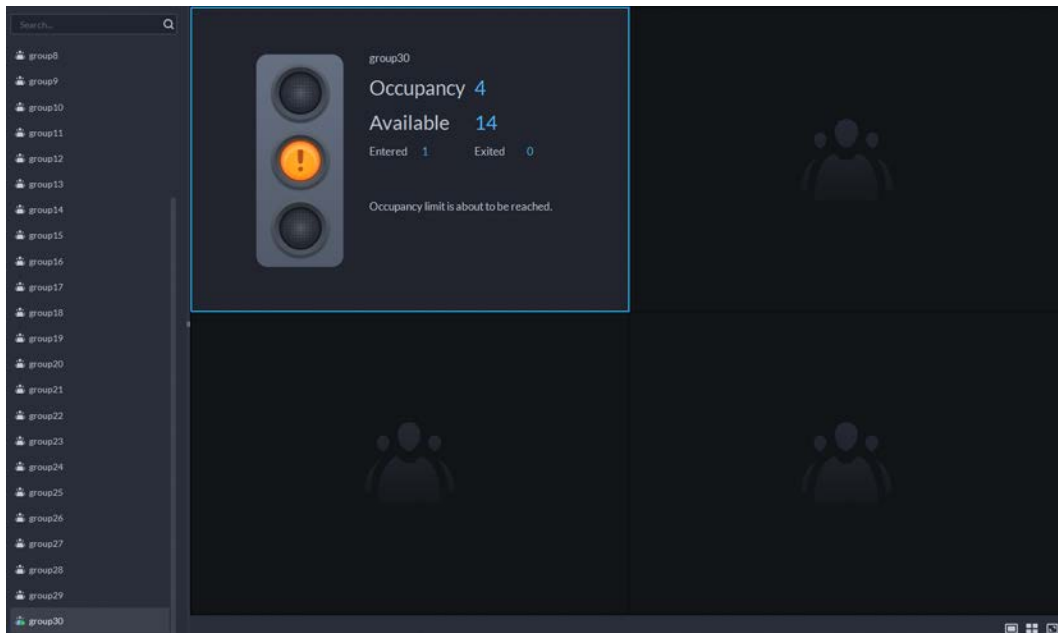 Search...
group8
group9
group10
group11
group12
group13
group14
group15
group16
group17
group18
group19
group20
group21
group22
group23
group24
group25
group26
group27
group28
group29
group30
group30
Occupancy 4
Available 14
Entered 1 Exited 0
Occupancy limit is about to be reached.